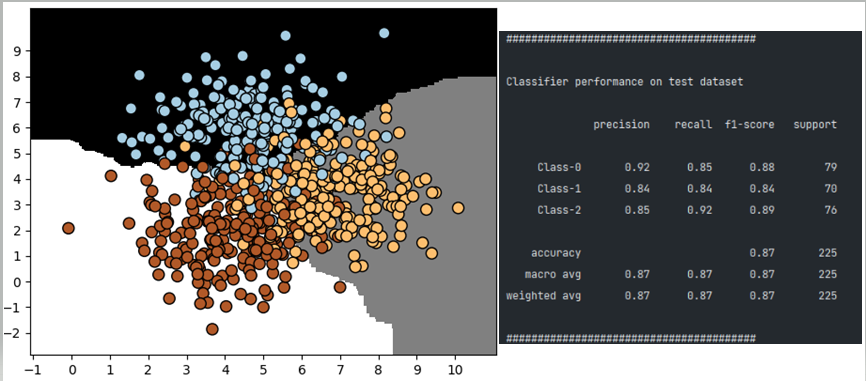 9
8
7
6
5
4
3
2
1
0
−1
−2
−1 0 1 2 3 4 5 6 7 8 9 10
########################################
Classifier performance on test dataset
precision recall f1-score support
Class-0 0.92 0.85 0.88 79
Class-1 0.84 0.84 0.84 70
Class-2 0.85 0.92 0.89 76
accuracy 0.87 225
macro avg 0.87 0.87 0.87 225
weighted avg 0.87 0.87 0.87 225
########################################